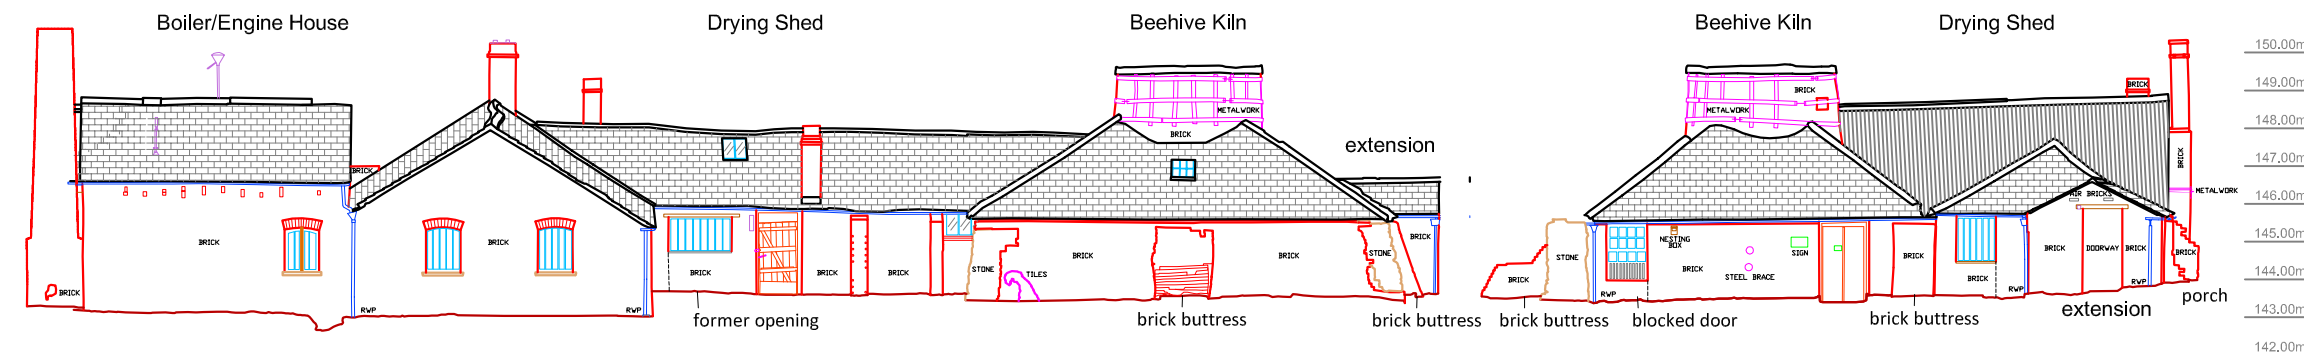 Boiler/Engine House
Drying Shed
Beehive Kiln
Beehive Kiln
Drying Shed
150.00m
149.00m
148.00m
147.00m
146.00m
145.00m
144.00m
143.00m
142.00m
BRICK
METALWORK
METALWORK
BRICK
BRICK
extension
BRICK
BRICK
METALWORK
AIR BRICKS
BRICK
BRICK
BRICK
BRICK
BRICK
BRICK
STONE
TILES
BRICK
BRICK
STONE
BRICK
BRICK
STONE
NESTING
BOX
BRICK
STEEL BRACE
SIGN
BRICK
BRICK
BRICK
DOORWAY
BRICK
BRICK
BRICK
RWP
RWP
RWP
RWP
RWP
former opening
brick buttress
brick buttress
brick buttress
blocked door
brick buttress
extension
porch